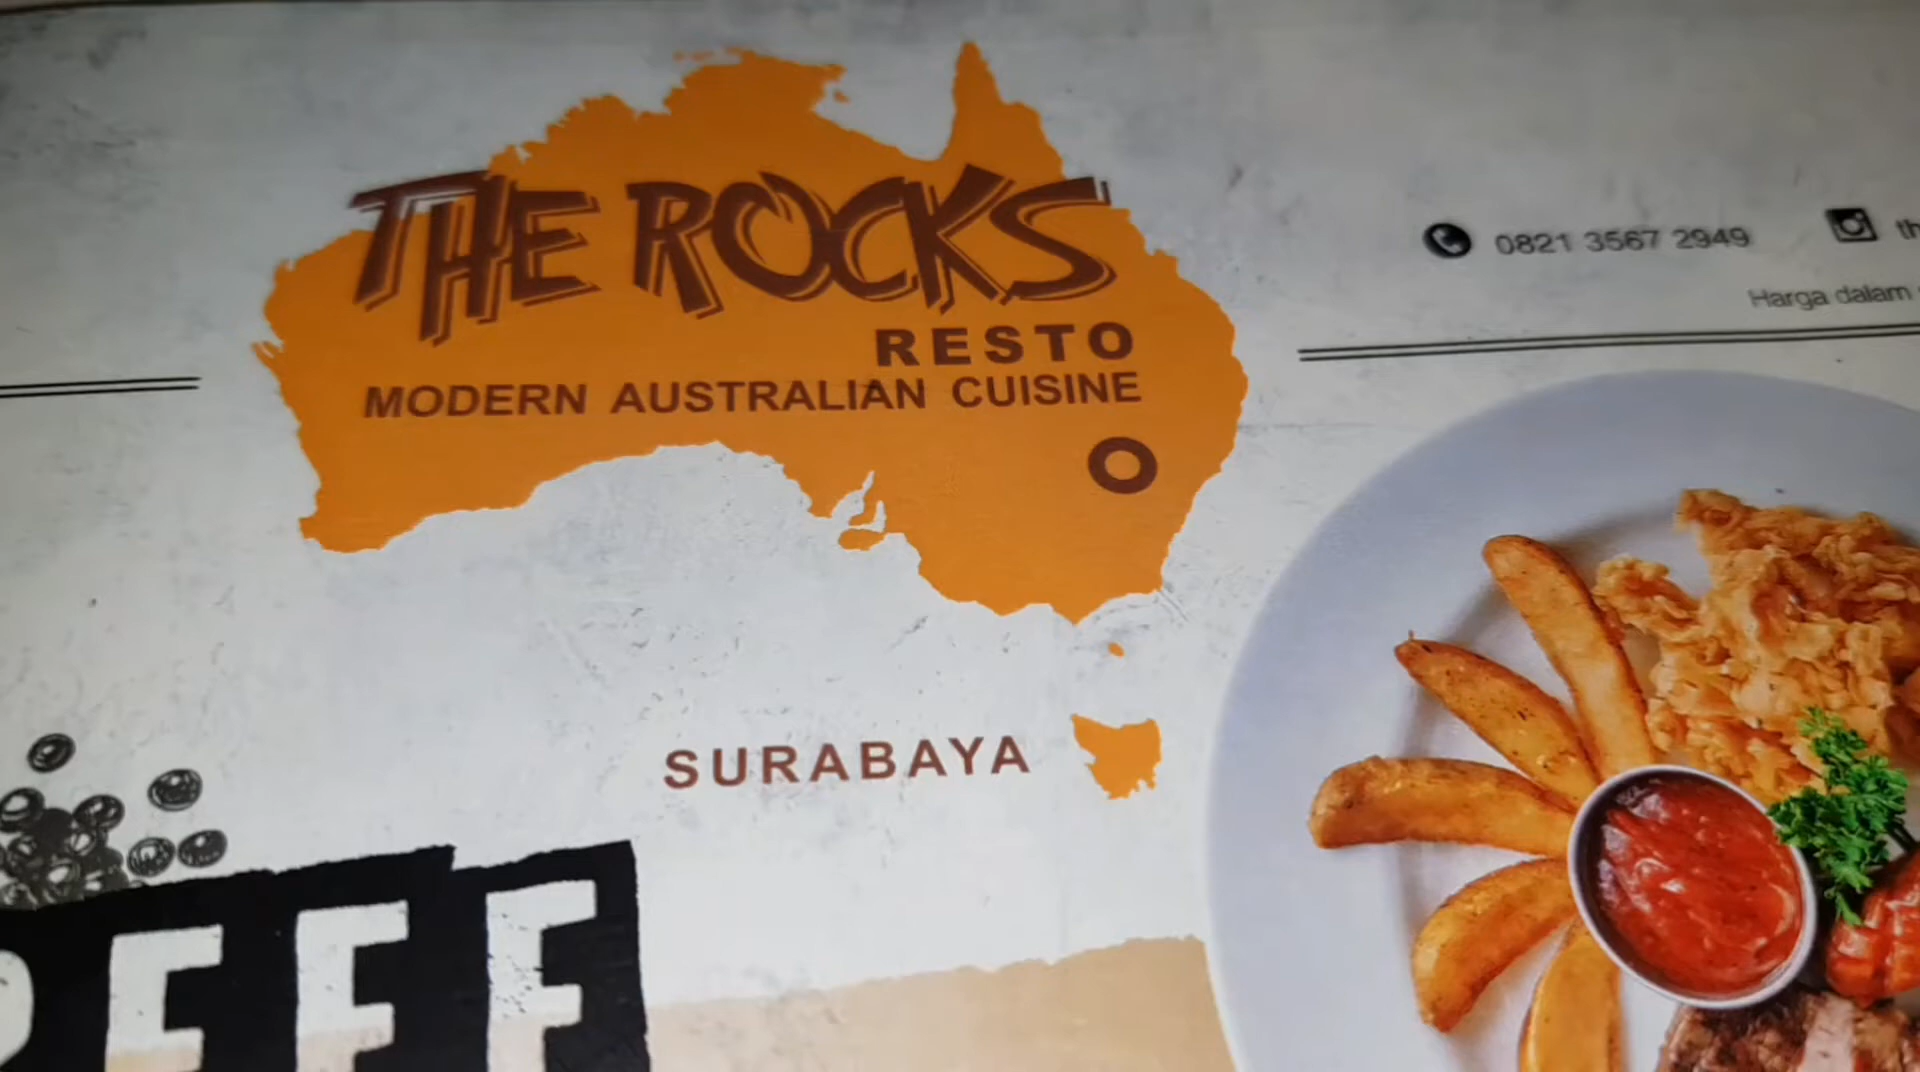 THE ROCKS
RESTO
MODERN AUSTRALIAN CUISINE
0821 3567 2949
Harga dalam
SURABAYA